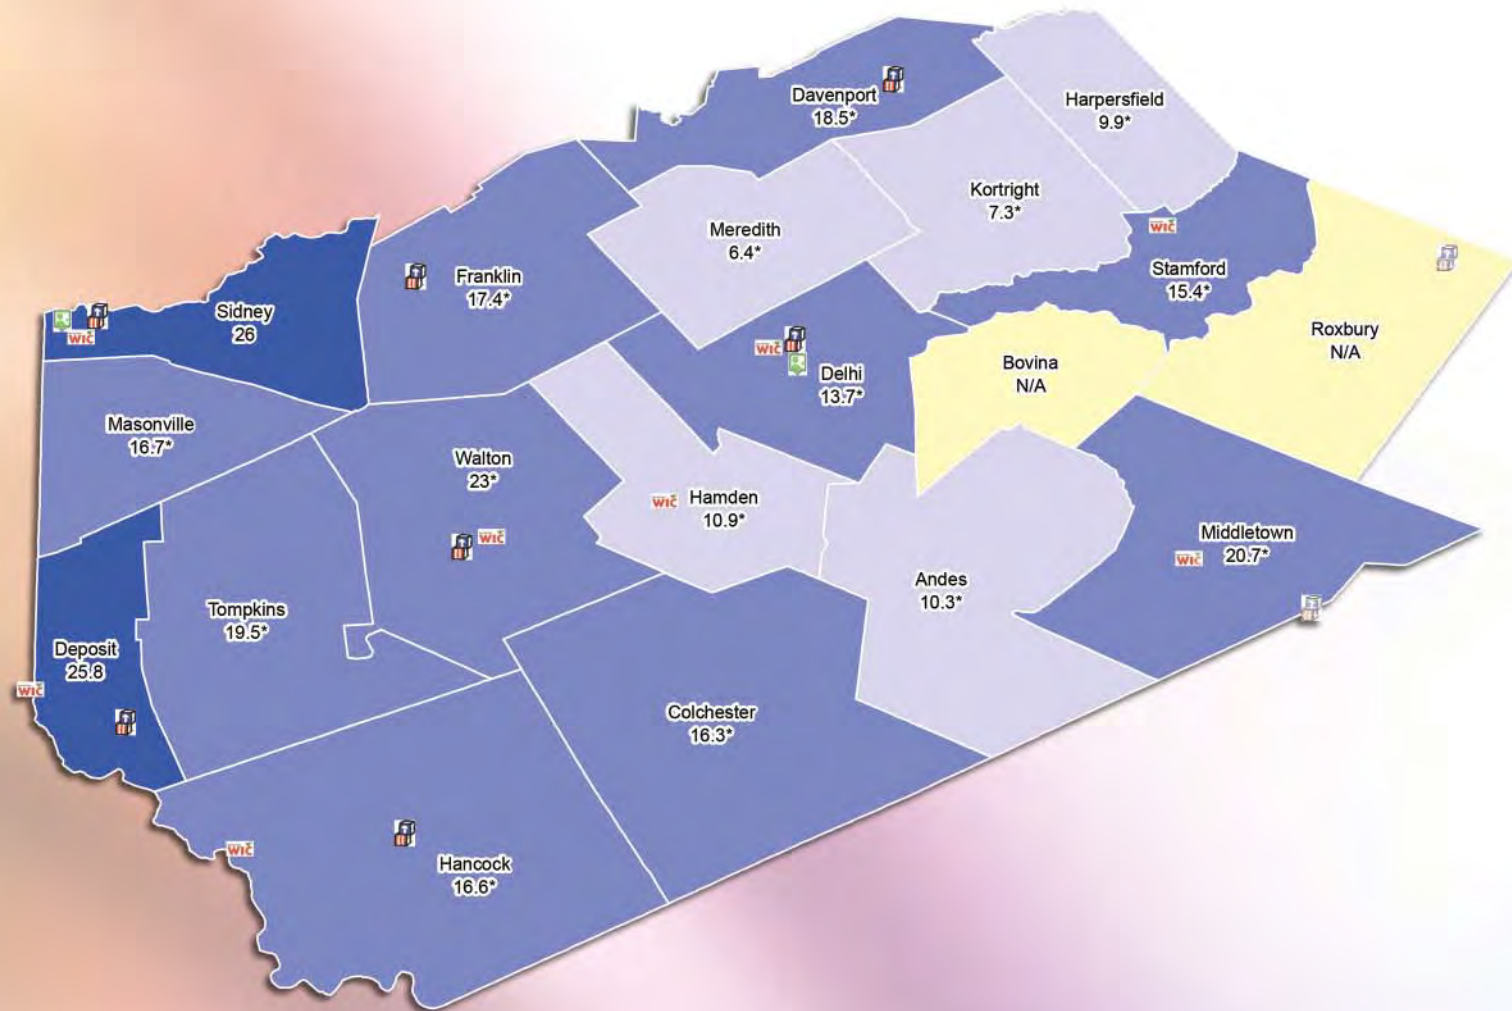 Davenport
18.5*
Harpersfield
9.9*
Kortright
7.3*
Meredith
6.4*
WIC
Stamford
15.4*
Franklin
17.4*
Sidney
26
WIC
Roxbury
N/A
Bovina
N/A
WIC
Delhi
13.7*
Masonville
16.7*
Walton
23*
WIC
WIC
Hamden
10.9*
Middletown
20.7*
WIC
Andes
10.3*
Tompkins
19.5*
Deposit
25.8
WIC
Colchester
16.3*
WIC
Hancock
16.6*